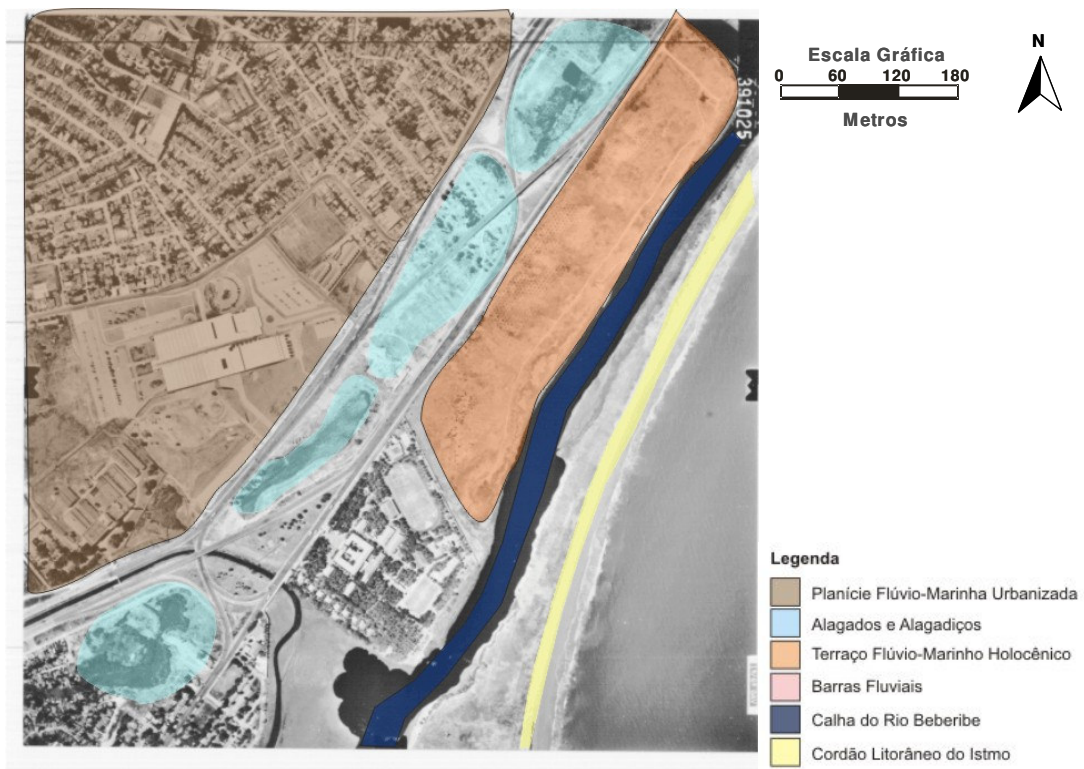 Escala Gráfica
0 60 120 180
Metros
N
391025
Legenda
Planície Flúvio-Marinha Urbanizada
Alagados e Alagadiços
Terraço Flúvio-Marinho Holocênico
Barras Fluviais
Calha do Rio Beberibe
Cordão Litorâneo do Istmo